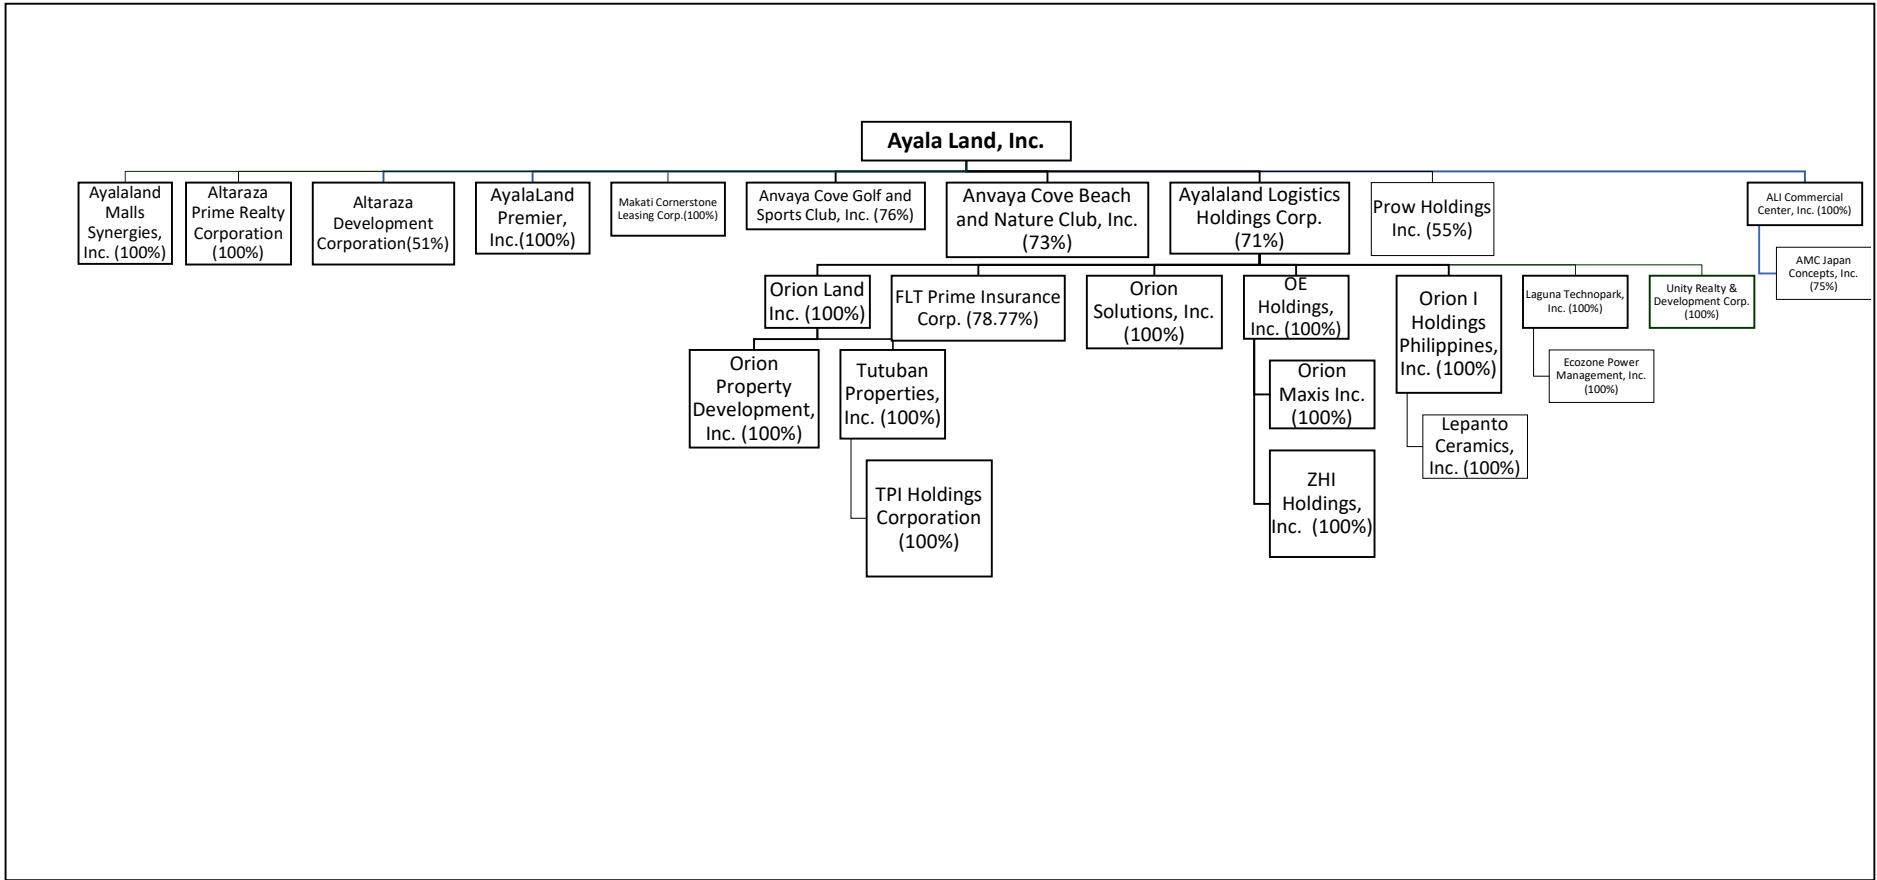 Ayala Land, Inc.
Ayalaland
Malls
Synergies,
Inc. (100%)
Altaraza
Prime Realty
Corporation
(100%)
Altaraza
Development
Corporation(51%)
AyalaLand
Premier,
Inc.(100%)
Makati Cornerstone
Leasing Corp.(100%)
Anvaya Cove Golf and
Sports Club, Inc. (76%)
Anvaya Cove Beach
and Nature Club, Inc.
(73%)
Ayalaland Logistics
Holdings Corp.
(71%)
Prow Holdings
Inc. (55%)
ALI Commercial
Center, Inc. (100%)
AMC Japan
Concepts, Inc.
(75%)
Orion Land
Inc. (100%)
FLT Prime Insurance
Corp. (78.77%)
Orion
Solutions, Inc.
(100%)
OE
Holdings,
Inc. (100%)
Orion I
Holdings
Philippines,
Inc. (100%)
Laguna Technopark,
Inc. (100%)
Unity Realty &
Development Corp.
(100%)
Orion
Property
Development,
Inc. (100%)
Tutuban
Properties,
Inc. (100%)
Orion
Maxis Inc.
(100%)
Ecozone Power
Management, Inc.
(100%)
Lepanto
Ceramics,
Inc. (100%)
TPI Holdings
Corporation
(100%)
ZHI
Holdings,
Inc.  (100%)